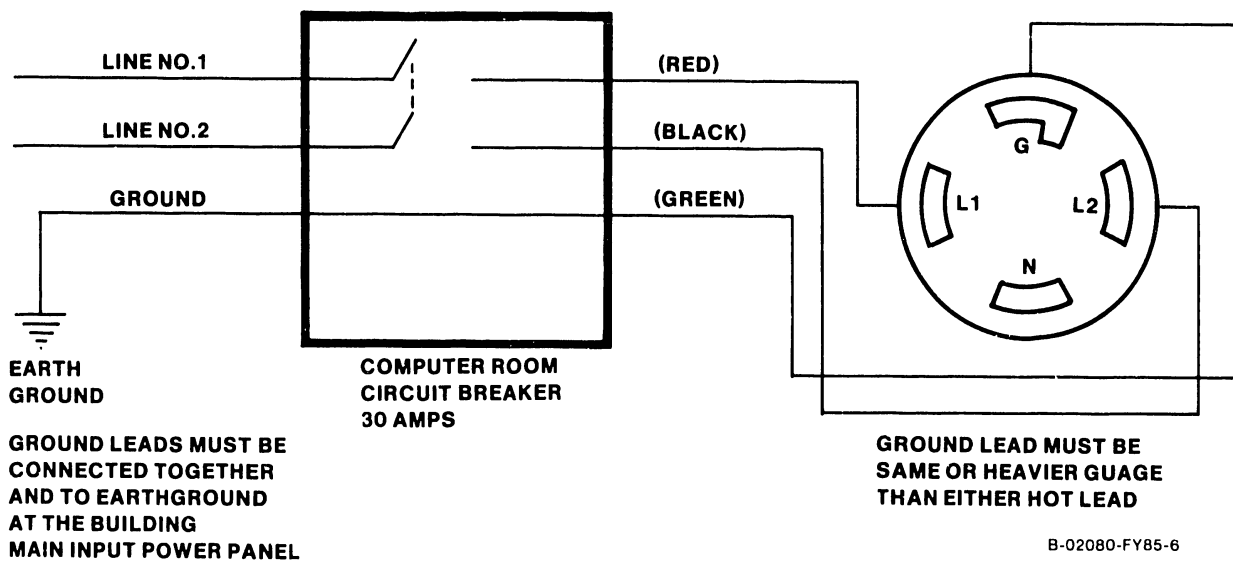 LINE NO.1
(RED)
LINE NO.2
(BLACK)
G
GROUND
(GREEN)
L1
L2
N
EARTH
GROUND
COMPUTER ROOM
CIRCUIT BREAKER
30 AMPS
GROUND LEADS MUST BE
CONNECTED TOGETHER
AND TO EARTHGROUND
AT THE BUILDING
MAIN INPUT POWER PANEL
GROUND LEAD MUST BE
SAME OR HEAVIER GUAGE
THAN EITHER HOT LEAD
B-02080-FY85-6